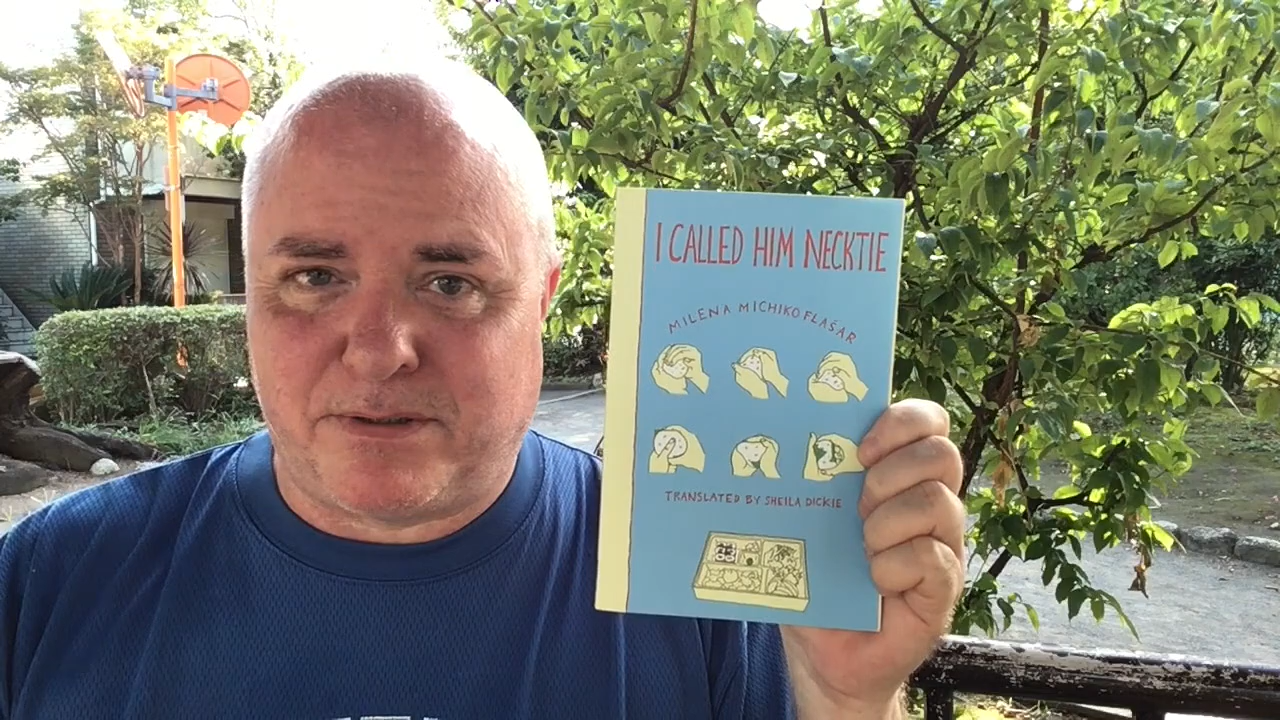 I CALLED HIM NECKTIE
MILENA MICHIKO FLAŠAR
TRANSLATED BY SHEILA DICKIE